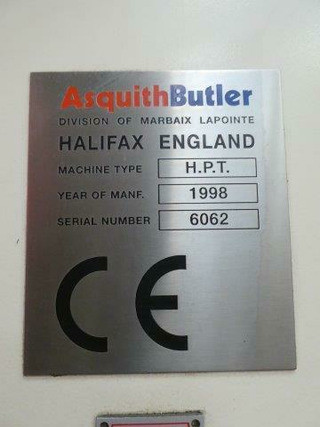 AsquithButler
DIVISION OF MARBAIX LAPOINTE
HALIFAX ENGLAND
MACHINE TYPE H.P.T.
YEAR OF MANF. 1998
SERIAL NUMBER 6062
CE